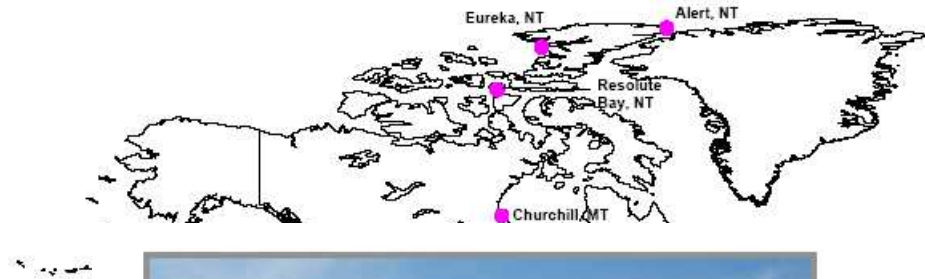 Eureka, NT
Alert, NT
Resolute
Bay, NT
Churchill, MT